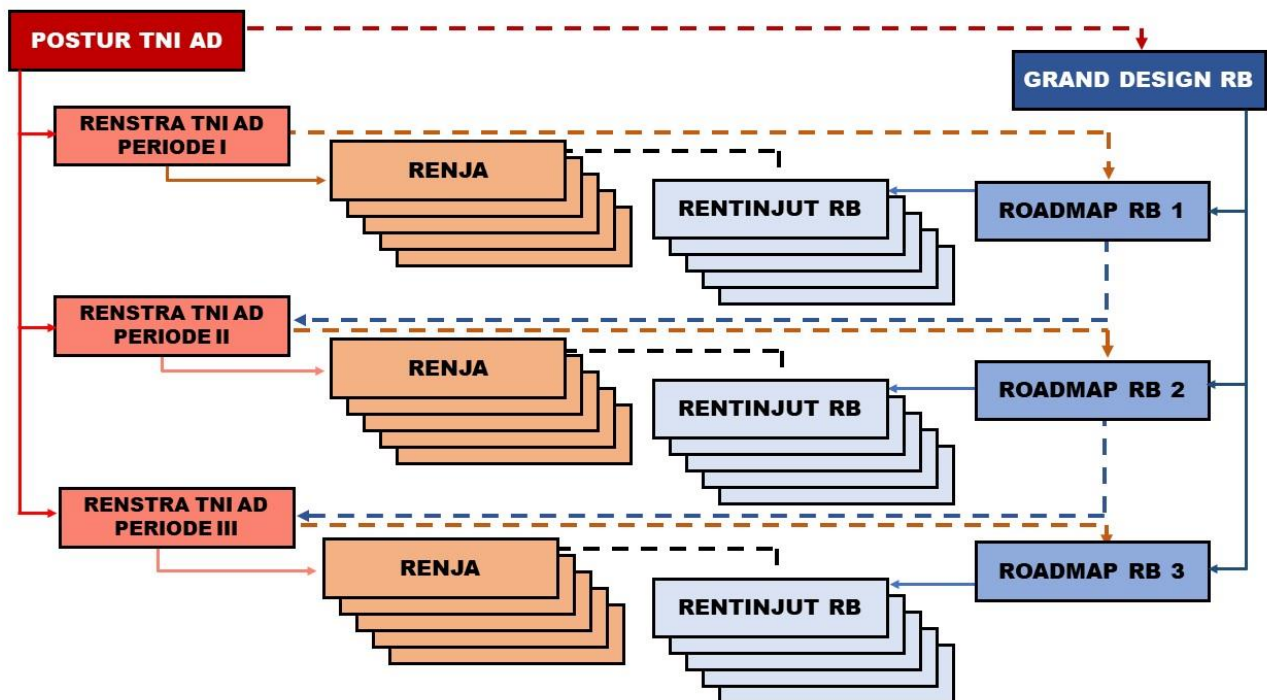 POSTUR TNI AD
GRAND DESIGN RB
RENSTRA TNI AD
PERIODE I
RENJA
RENTINJUT RB
ROADMAP RB 1
RENSTRA TNI AD
PERIODE II
RENJA
RENTINJUT RB
ROADMAP RB 2
RENSTRA TNI AD
PERIODE III
RENJA
RENTINJUT RB
ROADMAP RB 3